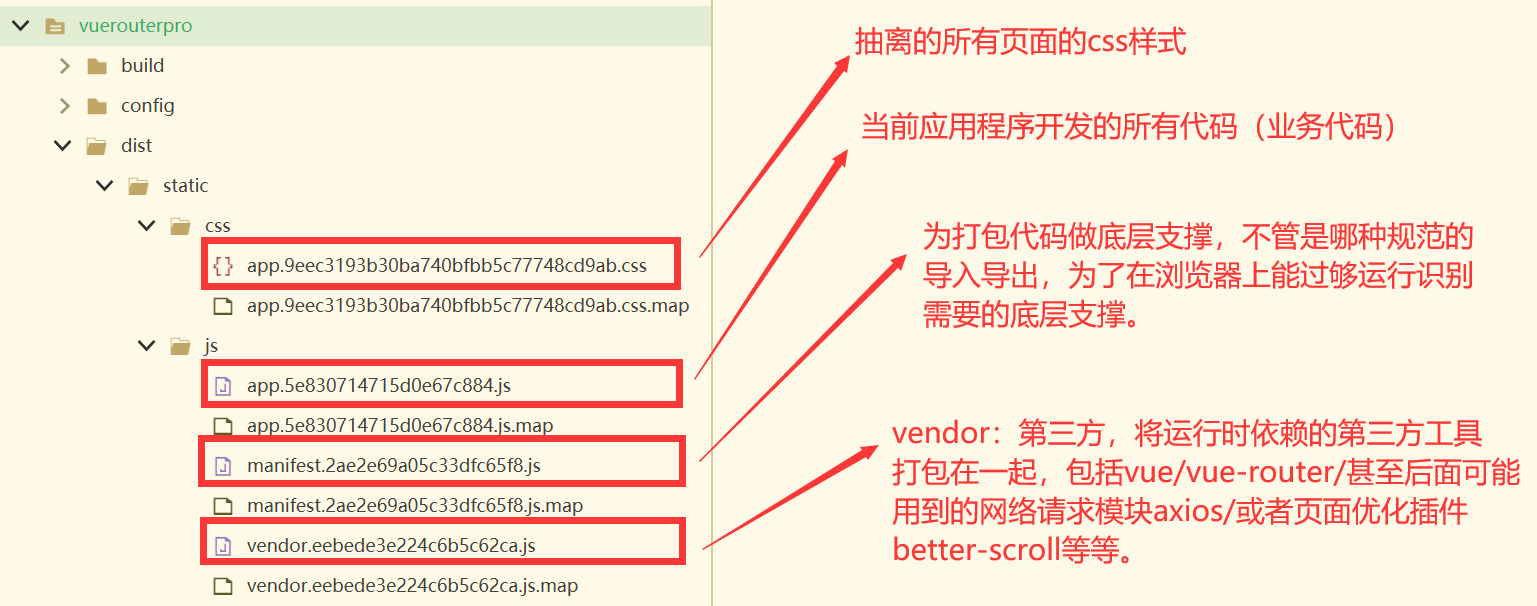 vuerouterpro
build
config
dist
static
css
app.9eec3193b30ba740bfbb5c77748cd9ab.css
app.9eec3193b30ba740bfbb5c77748cd9ab.css.map
js
app.5e830714715d0e67c884.js
app.5e830714715d0e67c884.js.map
manifest.2ae2e69a05c33dfc65f8.js
manifest.2ae2e69a05c33dfc65f8.js.map
vendor.eebede3e224c6b5c62ca.js
vendor.eebede3e224c6b5c62ca.js.map
抽离的所有页面的css样式
当前应用程序开发的所有代码（业务代码）
为打包代码做底层支撑，不管是哪种规范的
导入导出，为了在浏览器上能过够运行识别
需要的底层支撑。
vendor：第三方，将运行时依赖的第三方工具
打包在一起，包括vue/vue-router/甚至后面可能
用到的网络请求模块axios/或者页面优化插件
better-scroll等等。